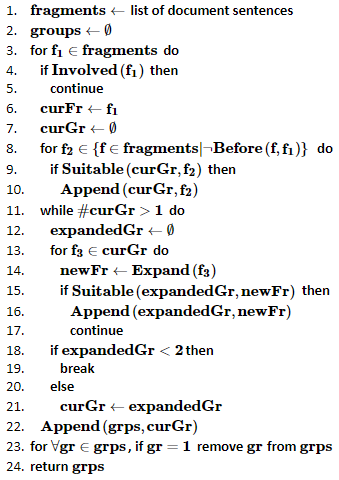 1. fragments ← list of document sentences
2. groups ← ∅
3. for f₁ ∈ fragments do
4. if Involved (f₁) then
5. continue
6. curFr ← f₁
7. curGr ← ∅
8. for f₂ ∈ {f ∈ fragments|¬Before (f, f₁)} do
9. if Suitable (curGr, f₂) then
10. Append (curGr, f₂)
11. while #curGr > 1 do
12. expandedGr ← ∅
13. for f₃ ∈ curGr do
14. newFr ← Expand (f₃)
15. if Suitable (expandedGr, newFr) then
16. Append (expandedGr, newFr)
17. continue
18. if expandedGr < 2 then
19. break
20. else
21. curGr ← expandedGr
22. Append (grps, curGr)
23. for ∀gr ∈ grps, if gr = 1 remove gr from grps
24. return grps